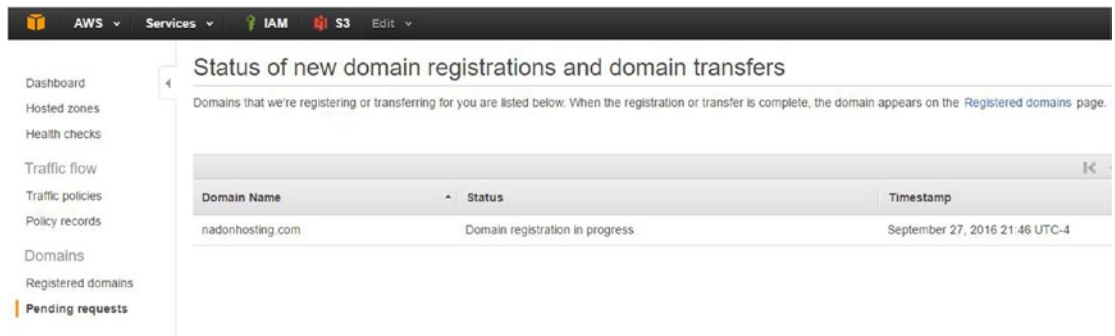 AWS Services IAM S3 Edit
Status of new domain registrations and domain transfers
Domains that we're registering or transferring for you are listed below. When the registration or transfer is complete, the domain appears on the Registered domains page.
Dashboard
Hosted zones
Health checks
Traffic flow
Traffic policies
Policy records
Domains
Registered domains
Pending requests
Domain Name Status Timestamp
nadonhosting.com Domain registration in progress September 27, 2016 21:46 UTC-4